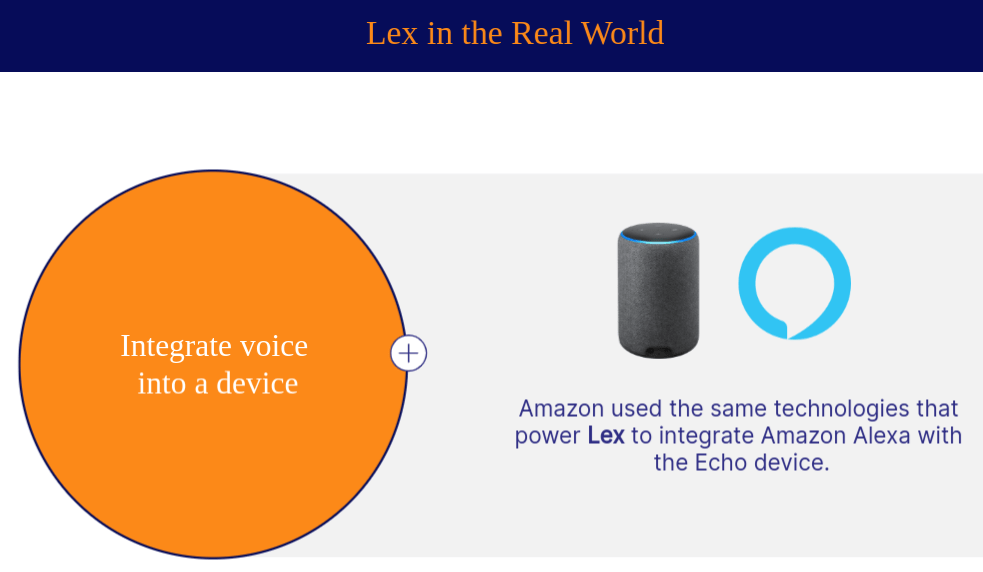 Lex in the Real World
Integrate voice
into a device
Amazon used the same technologies that
power Lex to integrate Amazon Alexa with
the Echo device.